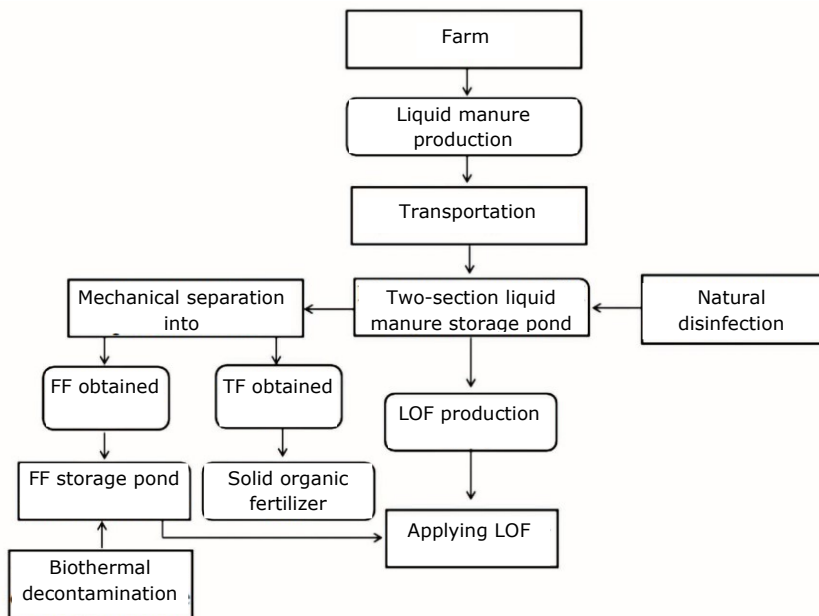 Farm
Liquid manure
production
Transportation
Mechanical separation
into
Two-section liquid
manure storage pond
Natural
disinfection
FF obtained
TF obtained
LOF production
FF storage pond
Solid organic
fertilizer
Applying LOF
Biothermal
decontamination